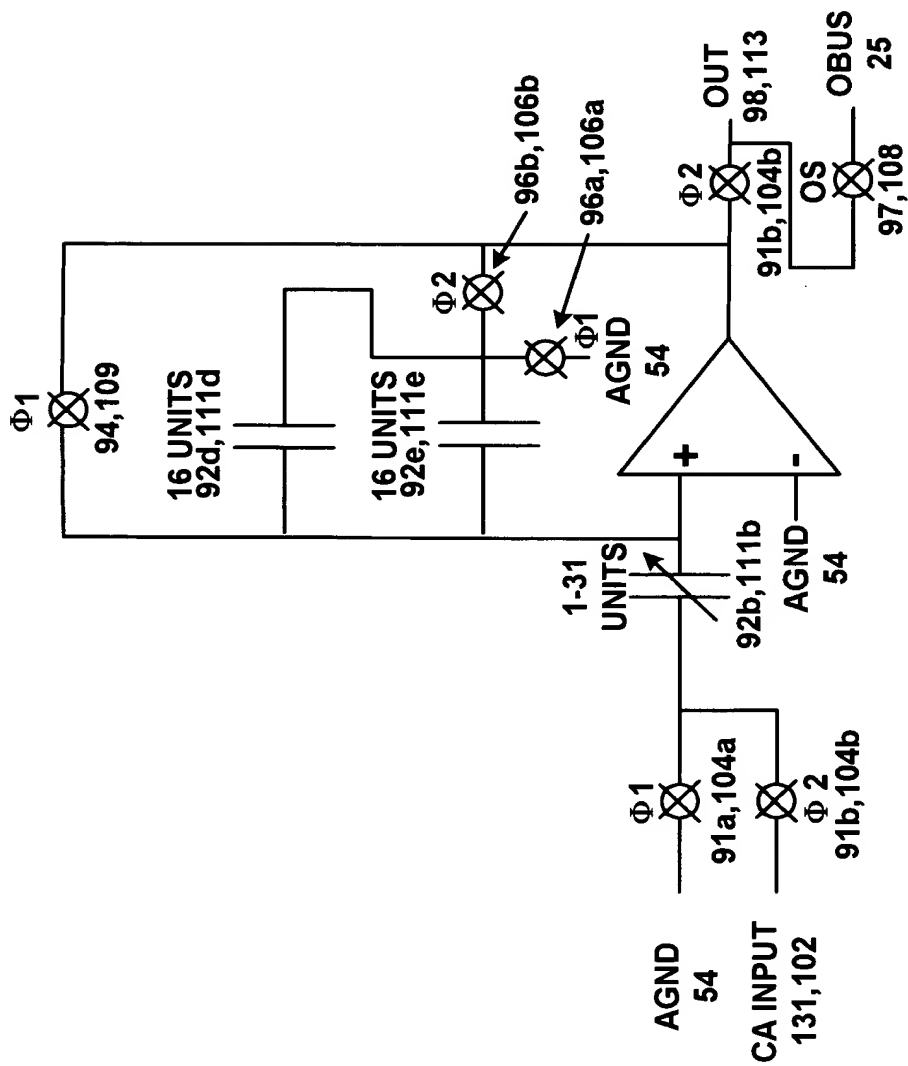 Φ1
94,109
16 UNITS
92d,111d
16 UNITS
92e,111e
Φ2
96b,106b
96a,106a
Φ1
AGND
54
1-31
UNITS
92b,111b
+
-
AGND
54
Φ2
91b,104b
OUT
98,113
OS
97,108
OBUS
25
Φ1
91a,104a
Φ2
91b,104b
AGND
54
CA INPUT
131,102